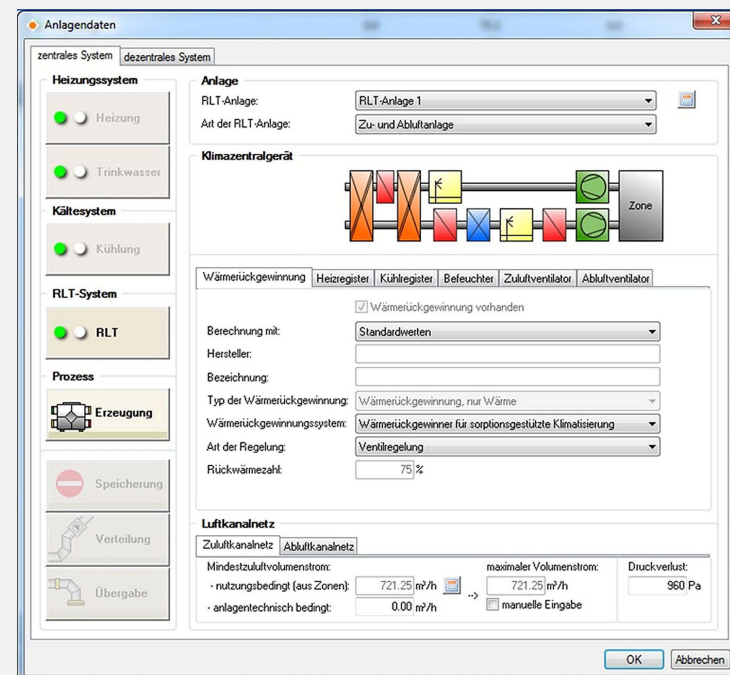 Anlagendaten
zentrales System
dezentrales System
Heizungssystem
Heizung
Trinkwasser
Kältesystem
Kühlung
RLT-System
RLT
Prozess
Erzeugung
Speicherung
Verteilung
Übergabe
Anlage
RLT-Anlage: RLT-Anlage 1
Art der RLT-Anlage: Zu- und Abluftanlage
Klimazentralgerät
Zone
Wärmerückgewinnung Heizregister Kühlregister Befeuchter Zuluftventilator Abluftventilator
Wärmerückgewinnung vorhanden
Berechnung mit: Standardwerten
Hersteller:
Bezeichnung:
Typ der Wärmerückgewinnung: Wärmerückgewinnung, nur Wärme
Wärmerückgewinnungssystem: Wärmerückgewinner für sorptionsgestützte Klimatisierung
Art der Regelung: Ventilregelung
Rückwärmezahl: 75 %
Luftkanalnetz
Zuluftkanalnetz Abluftkanalnetz
Mindestzuluftvolumenstrom: maximaler Volumenstrom: Druckverlust:
- nutzungsbedingt (aus Zonen): 721.25 m³/h --> 721.25 m³/h 960 Pa
- anlagentechnisch bedingt: 0.00 m³/h manuelle Eingabe
OK Abbrechen